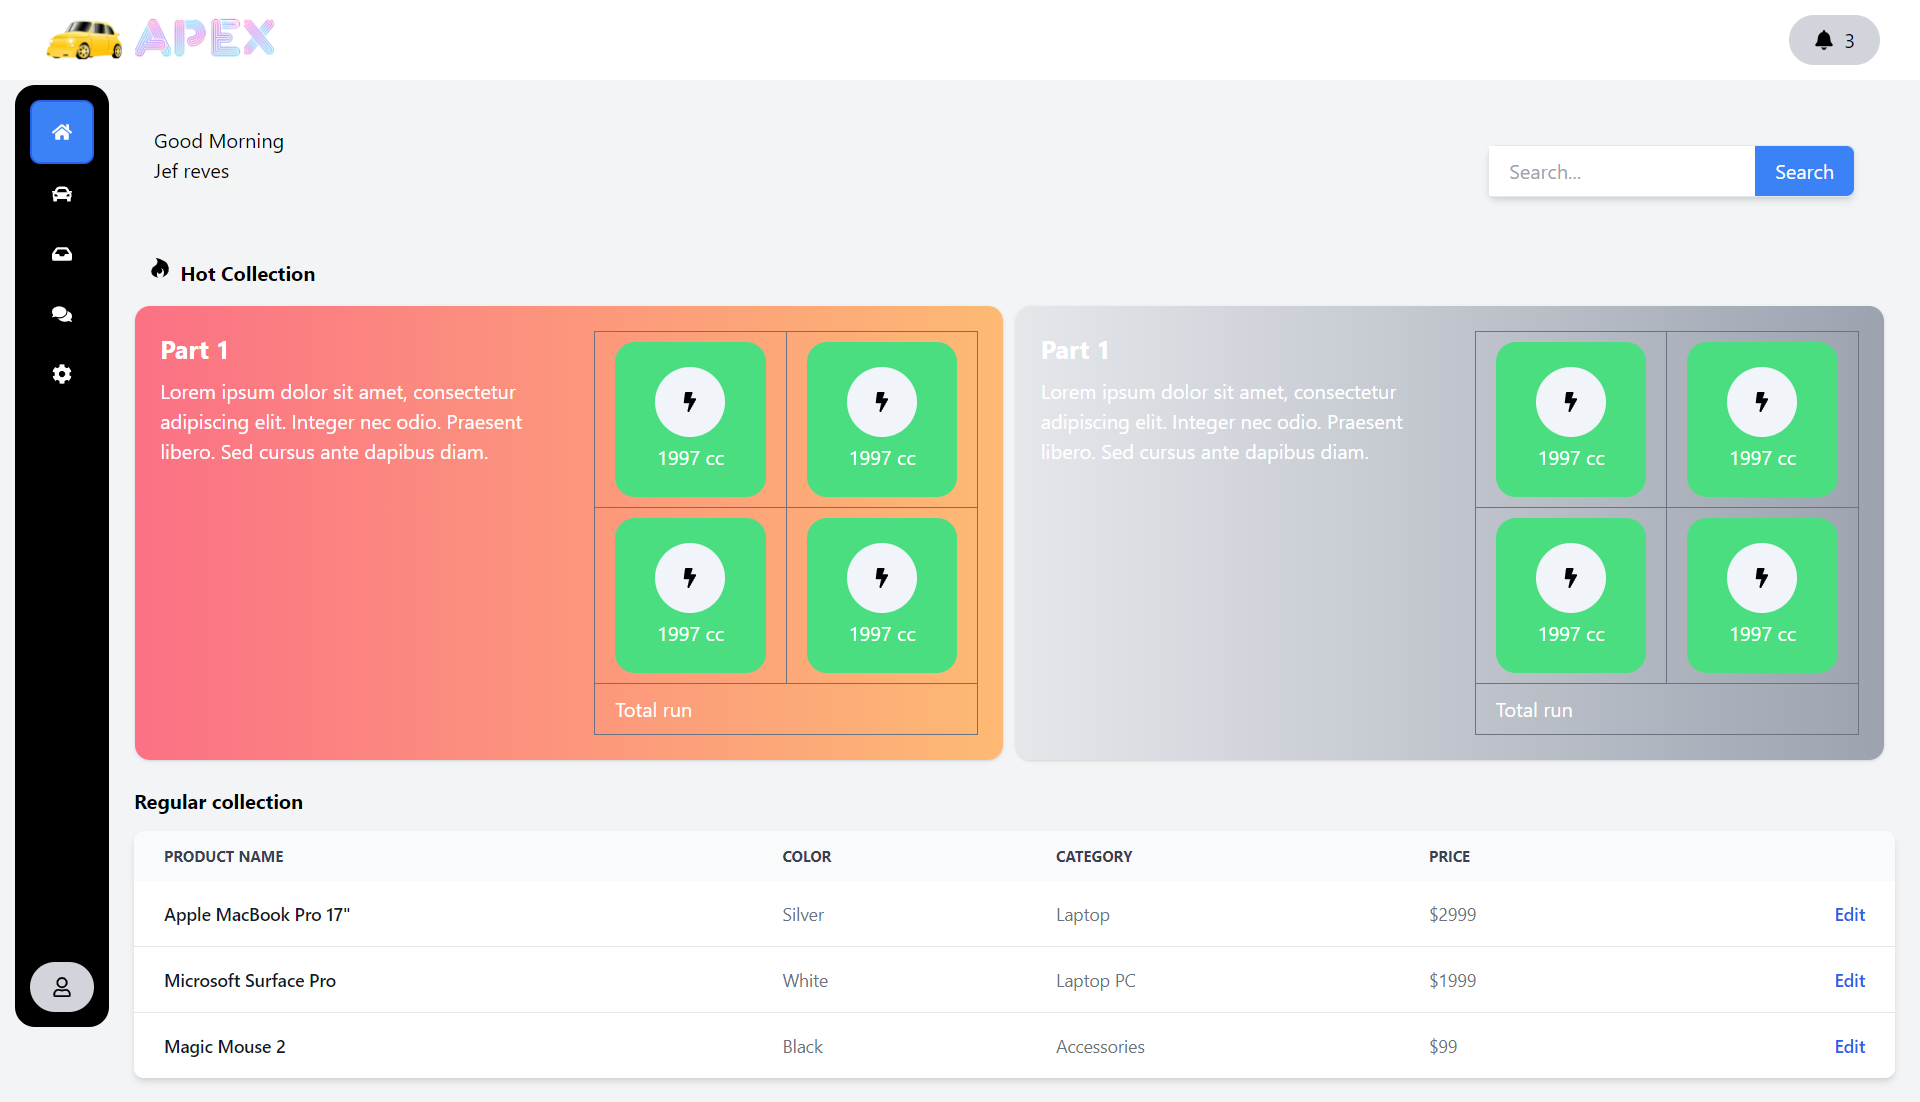 APEX
3
Good Morning
Jef reves
Search...
Search
Hot Collection
Part 1
Lorem ipsum dolor sit amet, consectetur
adipiscing elit. Integer nec odio. Praesent
libero. Sed cursus ante dapibus diam.
1997 cc
1997 cc
1997 cc
1997 cc
Total run
Part 1
Lorem ipsum dolor sit amet, consectetur
adipiscing elit. Integer nec odio. Praesent
libero. Sed cursus ante dapibus diam.
1997 cc
1997 cc
1997 cc
1997 cc
Total run
Regular collection
PRODUCT NAME COLOR CATEGORY PRICE
Apple MacBook Pro 17" Silver Laptop $2999 Edit
Microsoft Surface Pro White Laptop PC $1999 Edit
Magic Mouse 2 Black Accessories $99 Edit